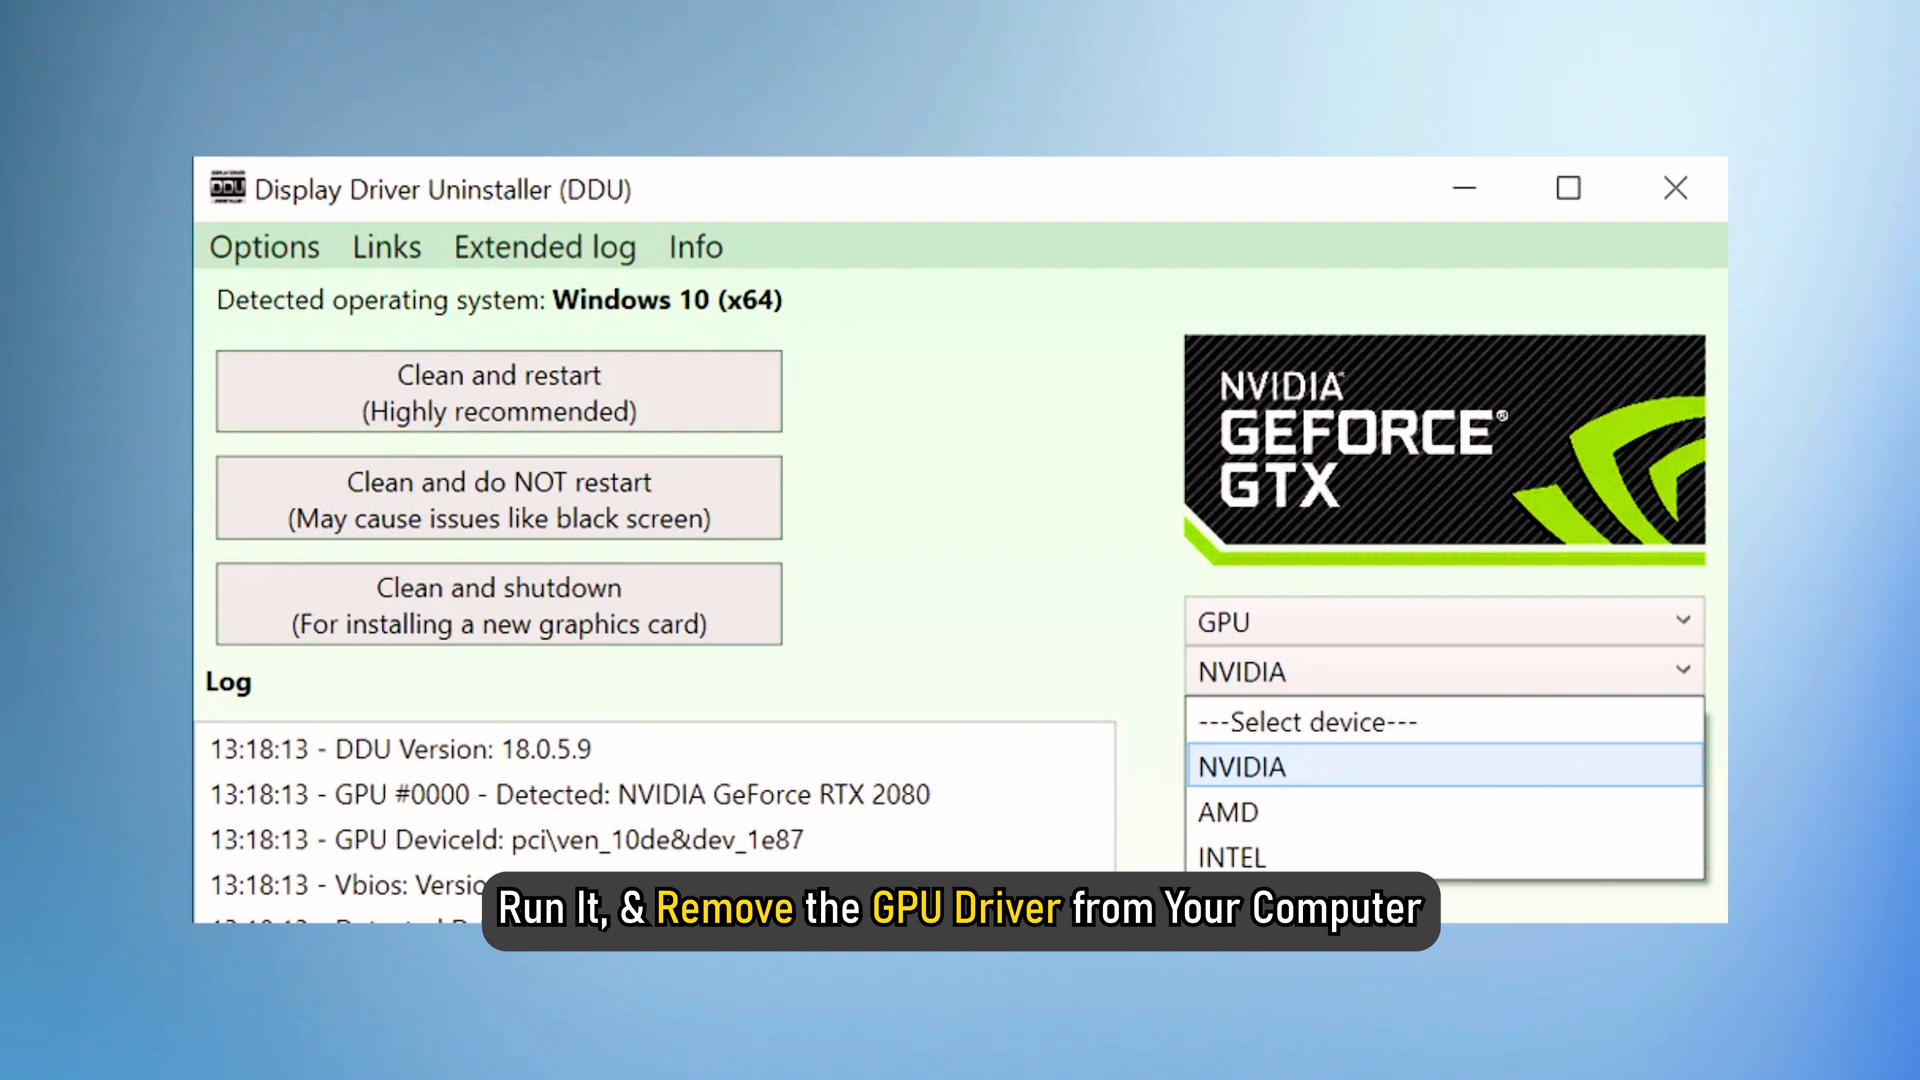 DDU
Display Driver Uninstaller (DDU)
Options Links Extended log Info
Detected operating system: Windows 10 (x64)
Clean and restart
(Highly recommended)
Clean and do NOT restart
(May cause issues like black screen)
Clean and shutdown
(For installing a new graphics card)
NVIDIA
GEFORCE®
GTX
GPU
NVIDIA
---Select device---
NVIDIA
AMD
INTEL
Log
13:18:13 - DDU Version: 18.0.5.9
13:18:13 - GPU #0000 - Detected: NVIDIA GeForce RTX 2080
13:18:13 - GPU DeviceId: pci\ven_10de&dev_1e87
13:18:13 - Vbios:
Run It, & Remove the GPU Driver from Your Computer